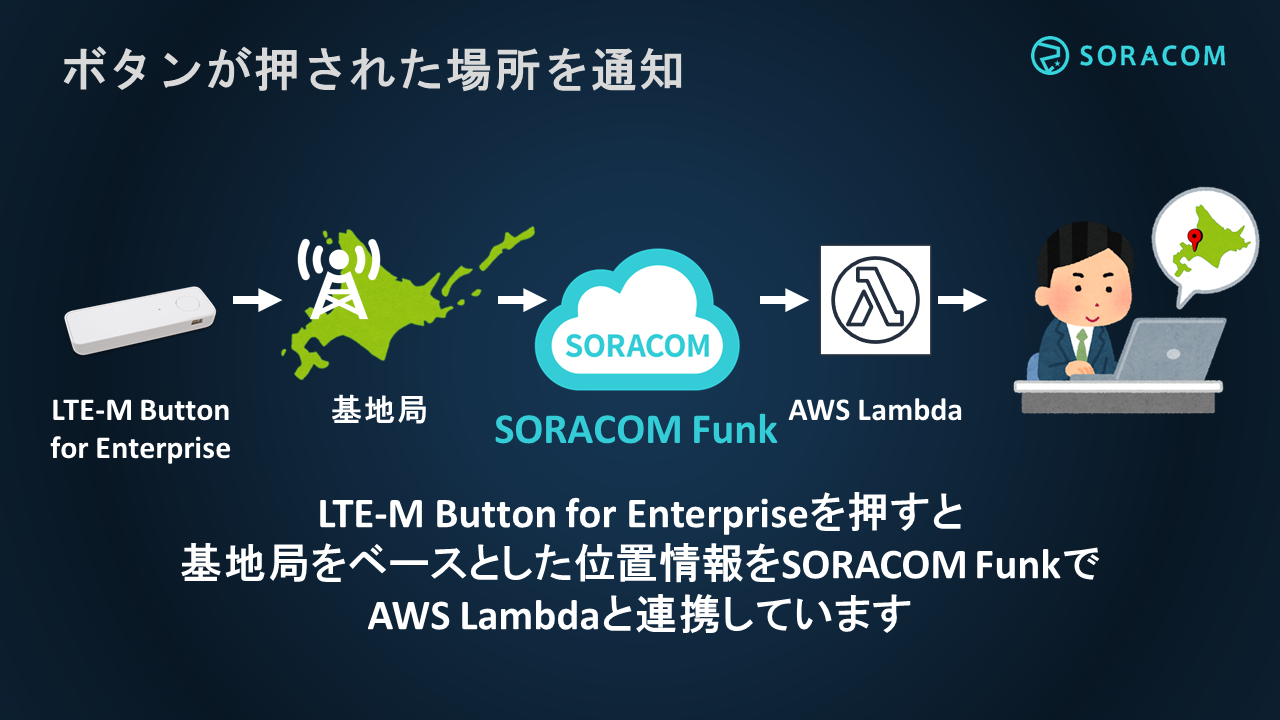 ボタンが押された場所を通知
SORACOM
SORACOM
LTE-M Button
for Enterprise
基地局
SORACOM Funk
AWS Lambda
LTE-M Button for Enterpriseを押すと
基地局をベースとした位置情報をSORACOM Funkで
AWS Lambdaと連携しています